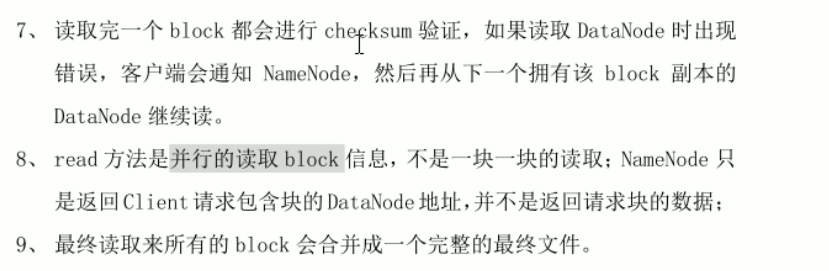 7、 读取完一个 block 都会进行 checksum 验证，如果读取 DataNode 时出现
错误，客户端会通知 NameNode，然后再从下一个拥有该 block 副本的
DataNode 继续读。
8、 read 方法是并行的读取 block 信息，不是一块一块的读取；NameNode 只
是返回Client请求包含块的DataNode地址，并不是返回请求块的数据；
9、 最终读取来所有的 block 会合并成一个完整的最终文件。